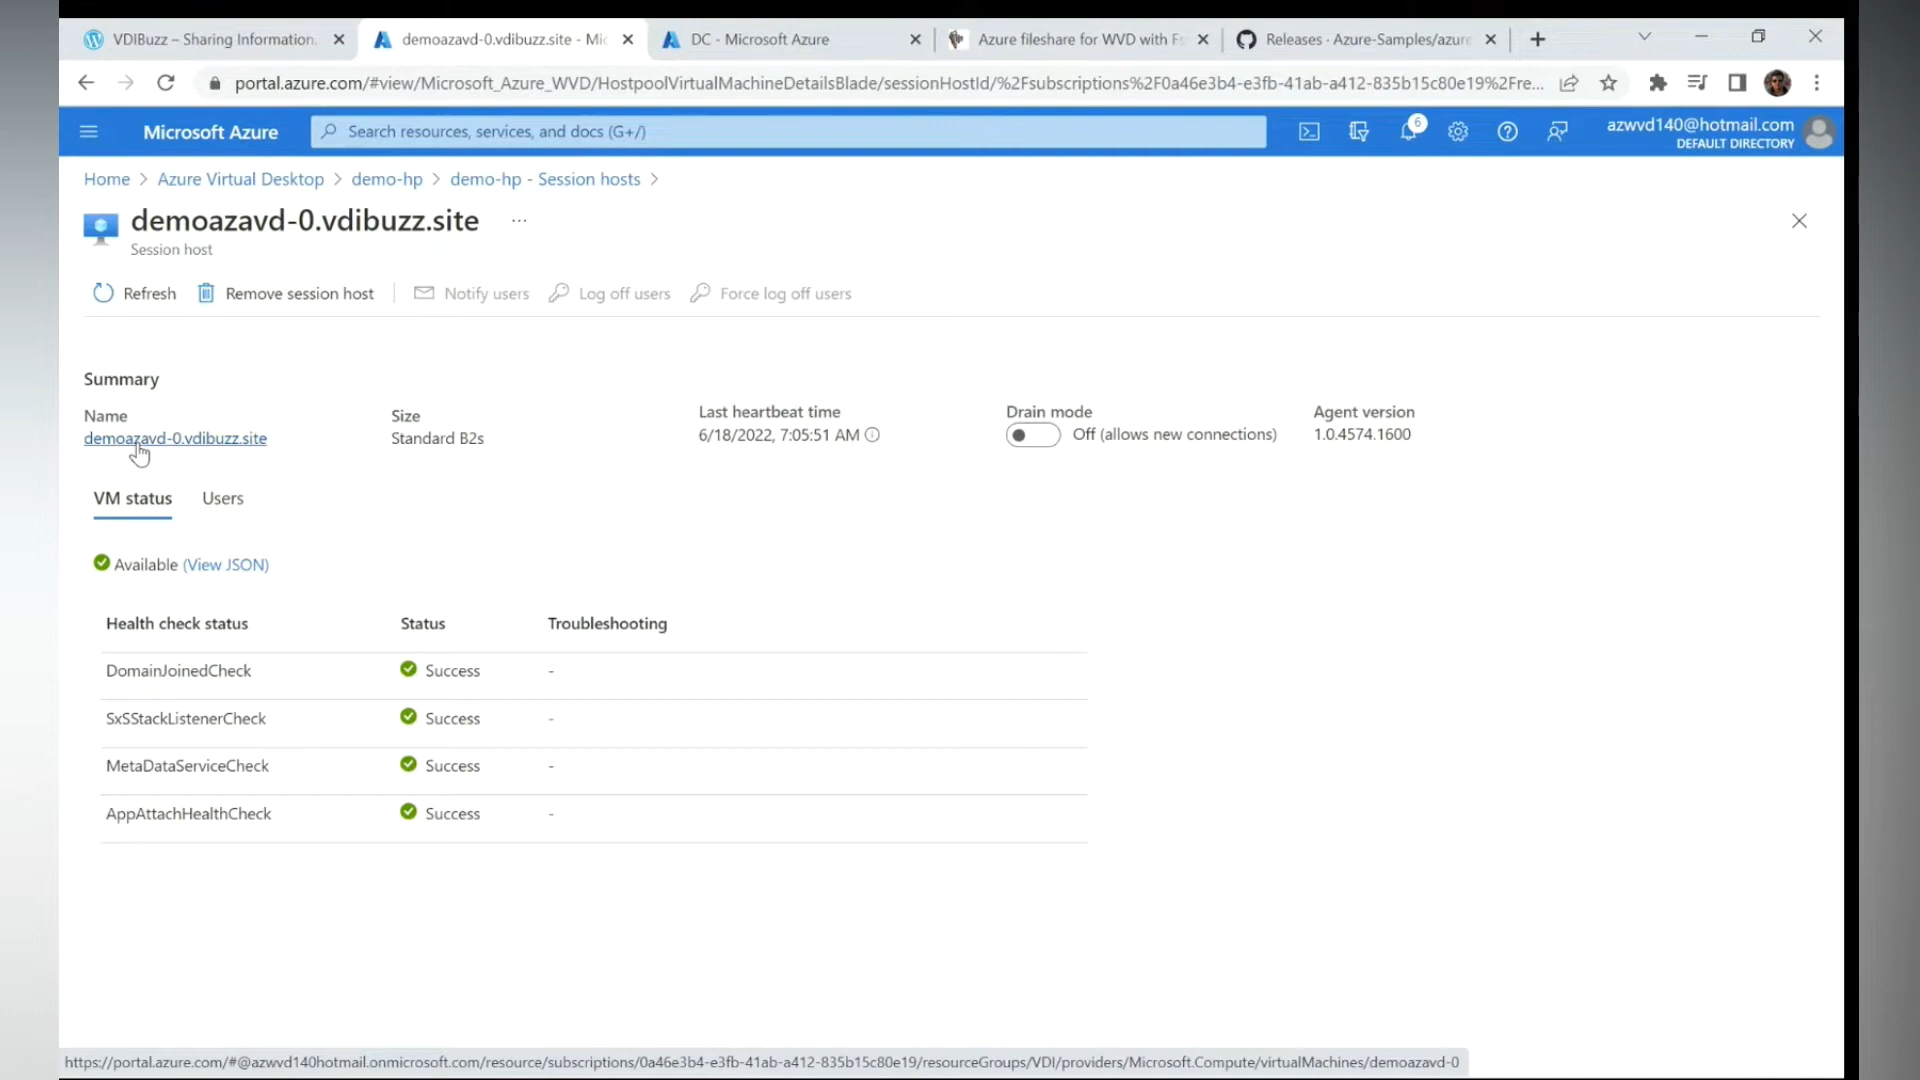 VDIBuzz – Sharing Information.
demoazavd-0.vdibuzz.site - Mic
DC - Microsoft Azure
Azure fileshare for WVD with Fs
Releases · Azure-Samples/azure
portal.azure.com/#view/Microsoft_Azure_WVD/HostpoolVirtualMachineDetailsBlade/sessionHostId/%2Fsubscriptions%2F0a46e3b4-e3fb-41ab-a412-835b15c80e19%2Fre...
Microsoft Azure
Search resources, services, and docs (G+/)
6
azwvd140@hotmail.com
DEFAULT DIRECTORY
Home > Azure Virtual Desktop > demo-hp > demo-hp - Session hosts >
demoazavd-0.vdibuzz.site ...
Session host
Refresh Remove session host Notify users Log off users Force log off users
Summary
Name
demoazavd-0.vdibuzz.site
Size
Standard B2s
Last heartbeat time
6/18/2022, 7:05:51 AM
Drain mode
Off (allows new connections)
Agent version
1.0.4574.1600
VM status Users
Available (View JSON)
Health check status Status Troubleshooting
DomainJoinedCheck Success -
SxSStackListenerCheck Success -
MetaDataServiceCheck Success -
AppAttachHealthCheck Success -
https://portal.azure.com/#@azwvd140hotmail.onmicrosoft.com/resource/subscriptions/0a46e3b4-e3fb-41ab-a412-835b15c80e19/resourceGroups/VDI/providers/Microsoft.Compute/virtualMachines/demoazavd-0